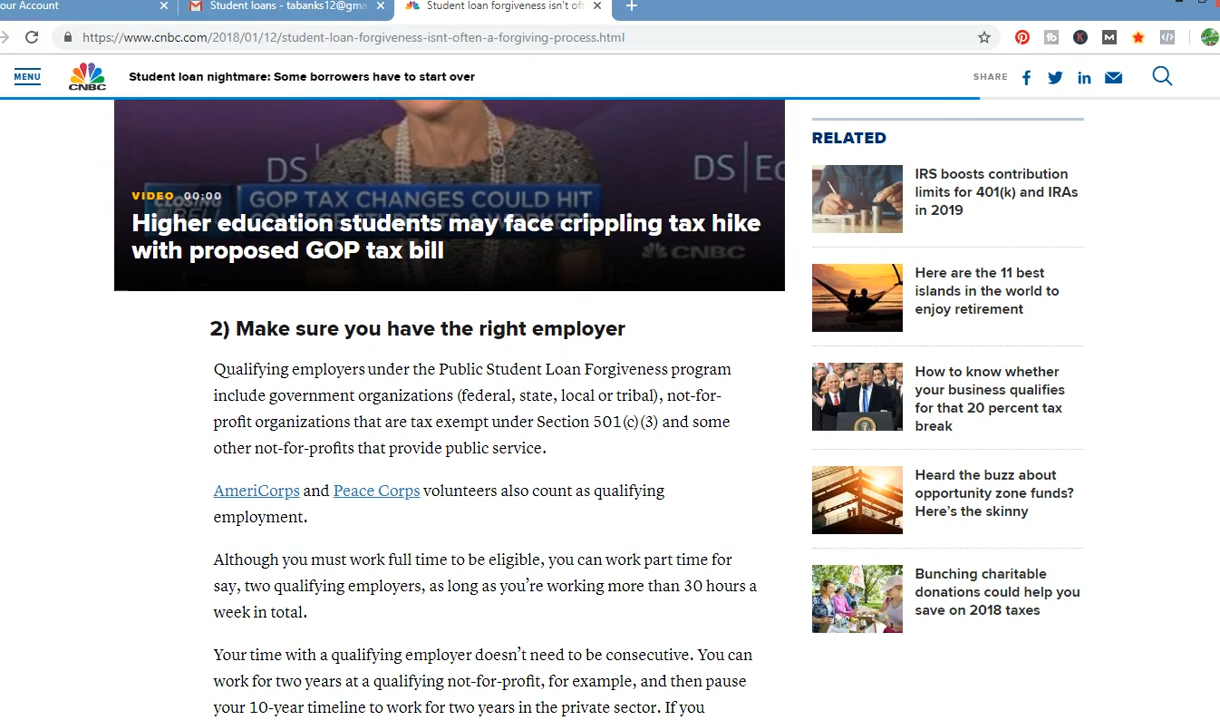 our Account
Student loans - tabanks12@gma
Student loan forgiveness isn't oft
https://www.cnbc.com/2018/01/12/student-loan-forgiveness-isnt-often-a-forgiving-process.html
MENU
CNBC
Student loan nightmare: Some borrowers have to start over
SHARE
DS
DS Ec
GOP TAX CHANGES COULD HIT
VIDEO 00:00
Higher education students may face crippling tax hike
with proposed GOP tax bill
CNBC
2) Make sure you have the right employer
Qualifying employers under the Public Student Loan Forgiveness program
include government organizations (federal, state, local or tribal), not-for-
profit organizations that are tax exempt under Section 501(c)(3) and some
other not-for-profits that provide public service.
AmeriCorps and Peace Corps volunteers also count as qualifying
employment.
Although you must work full time to be eligible, you can work part time for
say, two qualifying employers, as long as you’re working more than 30 hours a
week in total.
Your time with a qualifying employer doesn’t need to be consecutive. You can
work for two years at a qualifying not-for-profit, for example, and then pause
your 10-year timeline to work for two years in the private sector. If you
RELATED
IRS boosts contribution
limits for 401(k) and IRAs
in 2019
Here are the 11 best
islands in the world to
enjoy retirement
How to know whether
your business qualifies
for that 20 percent tax
break
Heard the buzz about
opportunity zone funds?
Here’s the skinny
Bunching charitable
donations could help you
save on 2018 taxes